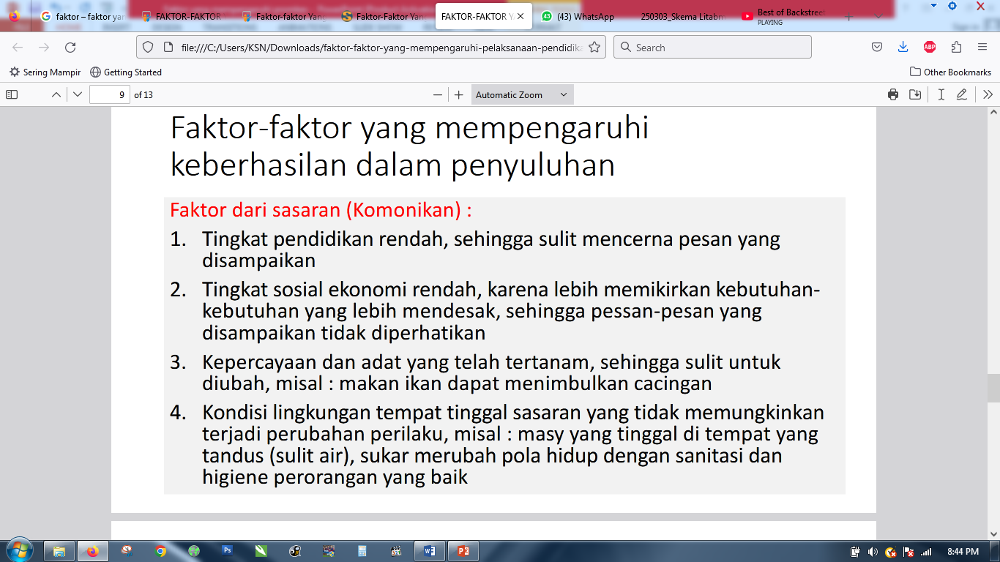 faktor – faktor yan
FAKTOR-FAKTOR
Faktor-faktor Yang
Faktor-Faktor Yan
FAKTOR-FAKTOR Y
43
(43) WhatsApp
250303_Skema Litabm
Best of Backstreet
PLAYING
file:///C:/Users/KSN/Downloads/faktor-faktor-yang-mempengaruhi-pelaksanaan-pendidika
Search
ABP
Sering Mampir
Getting Started
Other Bookmarks
9 of 13
Automatic Zoom
Faktor-faktor yang mempengaruhi
keberhasilan dalam penyuluhan
Faktor dari sasaran (Komonikan) :
1. Tingkat pendidikan rendah, sehingga sulit mencerna pesan yang
disampaikan
2. Tingkat sosial ekonomi rendah, karena lebih memikirkan kebutuhan-
kebutuhan yang lebih mendesak, sehingga pessan-pesan yang
disampaikan tidak diperhatikan
3. Kepercayaan dan adat yang telah tertanam, sehingga sulit untuk
diubah, misal : makan ikan dapat menimbulkan cacingan
4. Kondisi lingkungan tempat tinggal sasaran yang tidak memungkinkan
terjadi perubahan perilaku, misal : masy yang tinggal di tempat yang
tandus (sulit air), sukar merubah pola hidup dengan sanitasi dan
higiene perorangan yang baik
Ps
8:44 PM